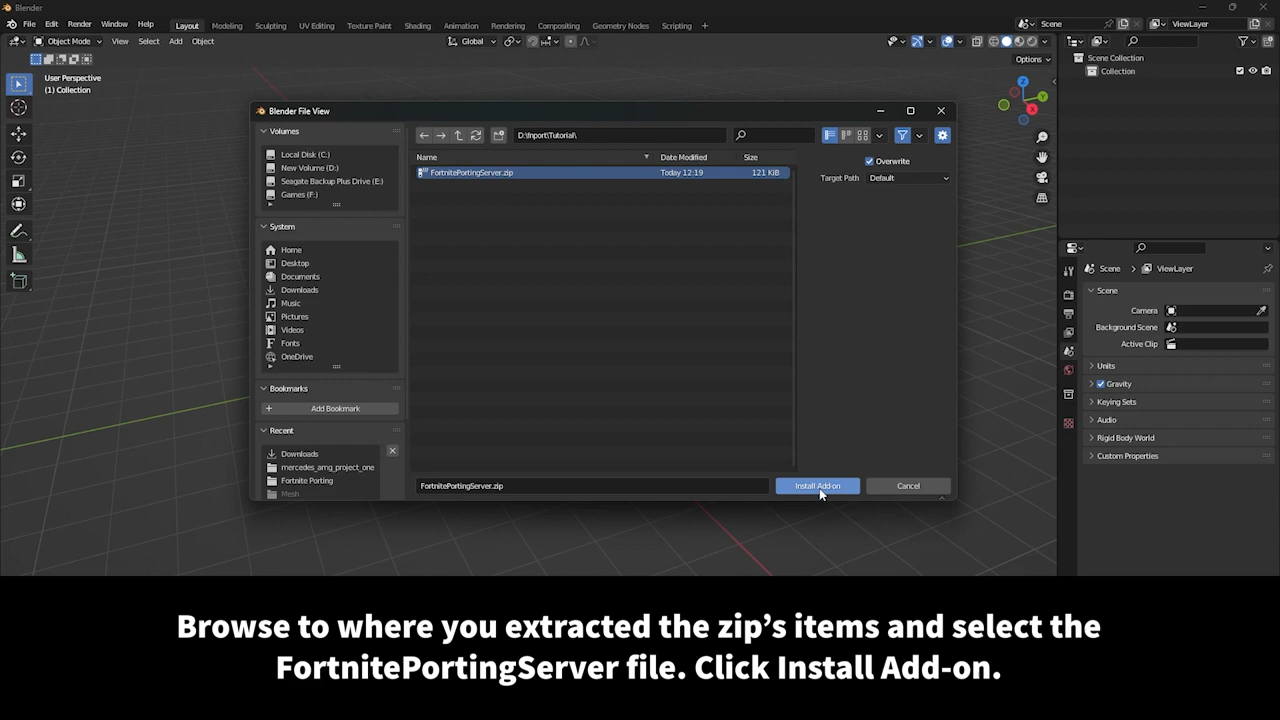 Blender
File Edit Render Window Help Layout Modeling Sculpting UV Editing Texture Paint Shading Animation Rendering Compositing Geometry Nodes Scripting + Scene ViewLayer
Object Mode View Select Add Object Global
Options
User Perspective
(1) Collection
Scene Collection
Collection
Z
Y
X
Blender File View
Volumes
Local Disk (C:)
New Volume (D:)
Seagate Backup Plus Drive (E:)
Games (F:)
System
Home
Desktop
Documents
Downloads
Music
Pictures
Videos
Fonts
OneDrive
Bookmarks
Add Bookmark
Recent
Downloads
mercedes_amg_project_one
Fortnite Porting
Mesh
D:\fnport\Tutorial\
Name Date Modified Size
FortnitePortingServer.zip Today 12:19 121 KiB
Overwrite
Target Path Default
FortnitePortingServer.zip Install Add-on Cancel
Scene ViewLayer
Scene
Camera
Background Scene
Active Clip
Units
Gravity
Keying Sets
Audio
Rigid Body World
Custom Properties
Browse to where you extracted the zip’s items and select the
FortnitePortingServer file. Click Install Add-on.